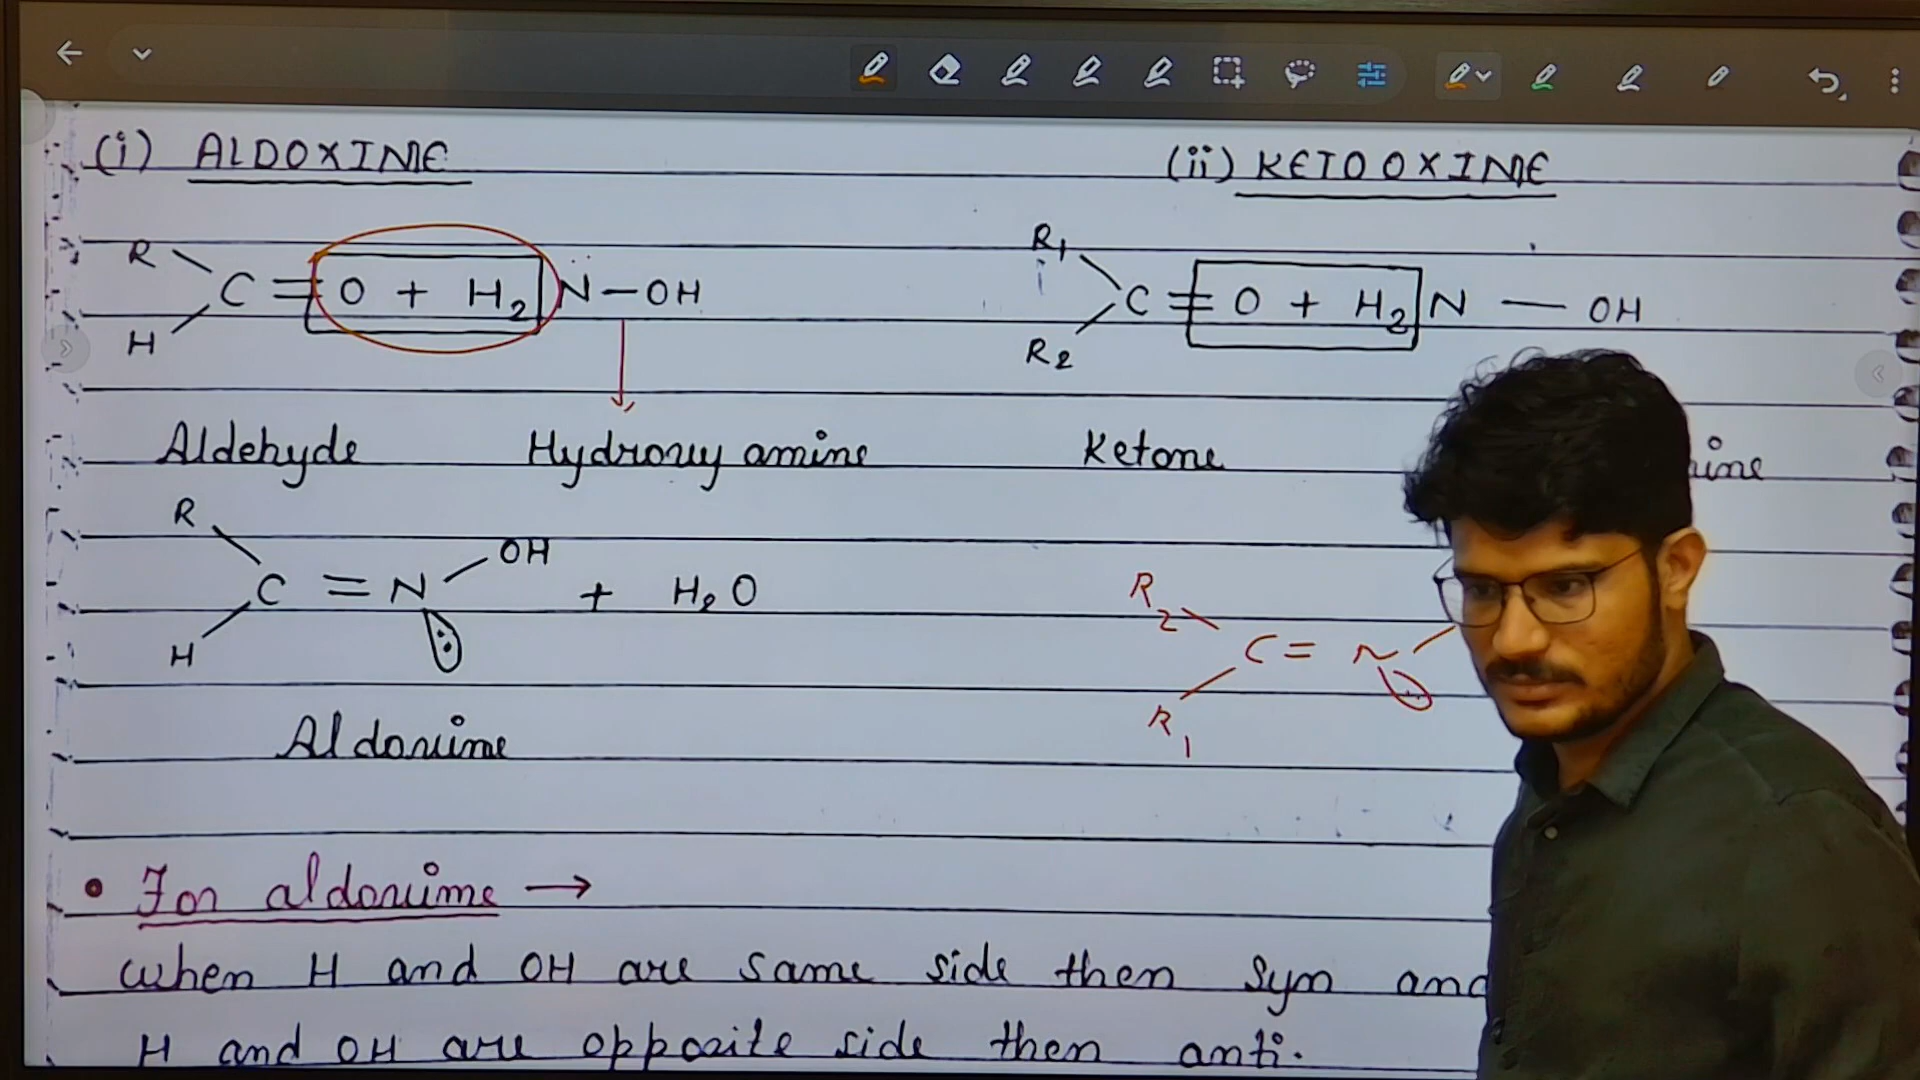 (i) ALDOXIME
(ii) KETOOXIME
R
C = O + H2 N - OH
H
R1
C = O + H2 N — OH
R2
Aldehyde Hydroxy amine
Ketone
R
C = N OH + H2O
H
R2
C = N
R1
Aldoxime
• For aldoxime →
when H and OH are same side then Sym and
H and OH are opposite side then anti.